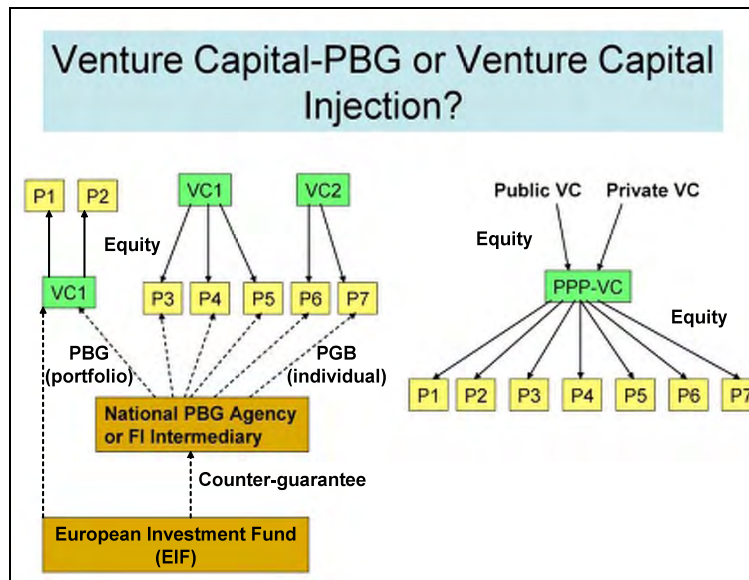 Venture Capital-PBG or Venture Capital
Injection?
P1 P2 VC1 VC2
Public VC Private VC
Equity
Equity
VC1 P3 P4 P5 P6 P7
PPP-VC
Equity
PBG
(portfolio)
PGB
(individual)
P1 P2 P3 P4 P5 P6 P7
National PBG Agency
or FI Intermediary
Counter-guarantee
European Investment Fund
(EIF)